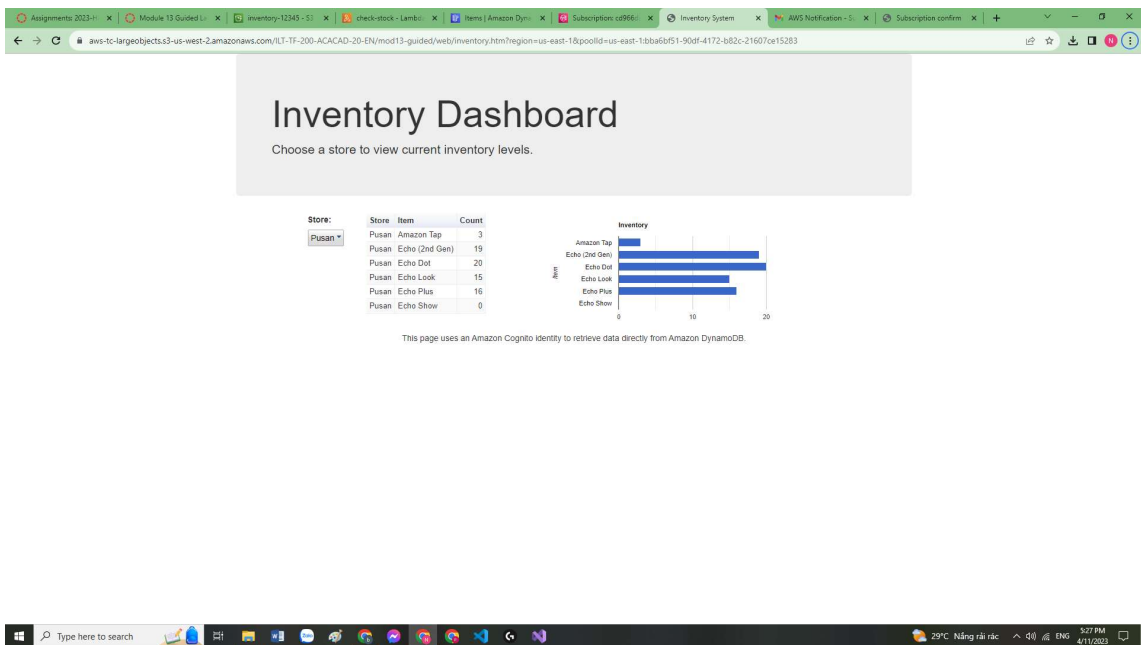 Assignments: 2023-H
Module 13 Guided La
inventory-12345 - S3
check-stock - Lambda
Items | Amazon Dyna
Subscription: cd966d
Inventory System
AWS Notification - Su
Subscription confirm
aws-tc-largeobjects.s3-us-west-2.amazonaws.com/ILT-TF-200-ACACAD-20-EN/mod13-guided/web/inventory.htm?region=us-east-1&poolId=us-east-1:bba6bf51-90df-4172-b82c-21607ce15283
N
Inventory Dashboard
Choose a store to view current inventory levels.
Store:
Pusan
Store Item Count
Pusan Amazon Tap 3
Pusan Echo (2nd Gen) 19
Pusan Echo Dot 20
Pusan Echo Look 15
Pusan Echo Plus 16
Pusan Echo Show 0
Inventory
Item
Amazon Tap
Echo (2nd Gen)
Echo Dot
Echo Look
Echo Plus
Echo Show
0 10 20
This page uses an Amazon Cognito identity to retrieve data directly from Amazon DynamoDB.
Type here to search
29°C Nắng rải rác
ENG
5:27 PM
4/11/2023